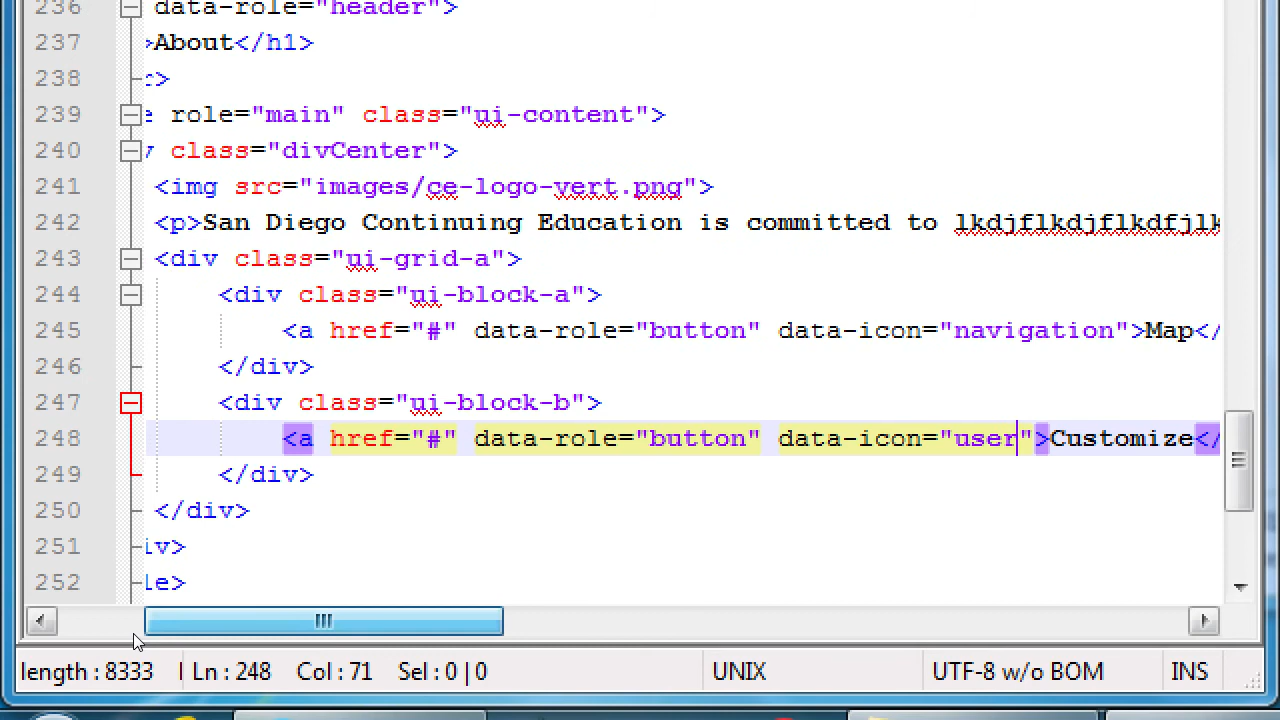 236 data-role="header">
237 >About</h1>
238 c>
239 e role="main" class="ui-content">
240 v class="divCenter">
241 <img src="images/ce-logo-vert.png">
242 <p>San Diego Continuing Education is committed to lkdjflkdjflkdfjlk
243 <div class="ui-grid-a">
244 <div class="ui-block-a">
245 <a href="#" data-role="button" data-icon="navigation">Map</
246 </div>
247 <div class="ui-block-b">
248 <a href="#" data-role="button" data-icon="user">Customize</
249 </div>
250 </div>
251 iv>
252 le>
length : 8333 l Ln : 248 Col : 71 Sel : 0 | 0 UNIX UTF-8 w/o BOM INS